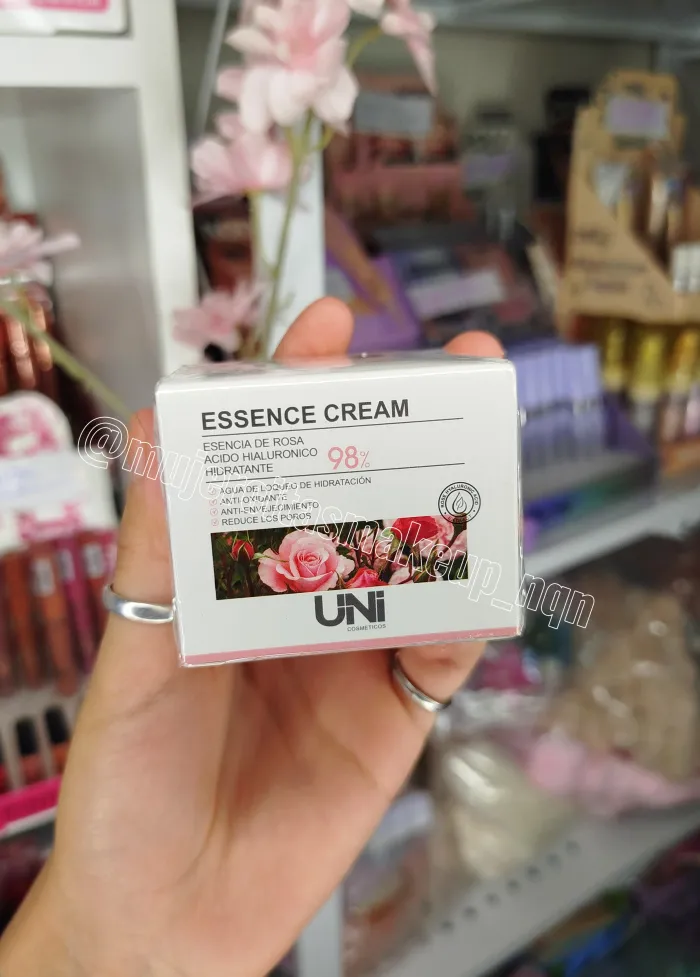 ESSENCE CREAM
ESENCIA DE ROSA
ACIDO HIALURONICO
HIDRATANTE
98%
AGUA DE LOQUEO DE HIDRATACIÓN
ANTI-OXIDANTE
ANTI-ENVEJECIMIENTO
REDUCE LOS POROS
UNi
COSMETICOS